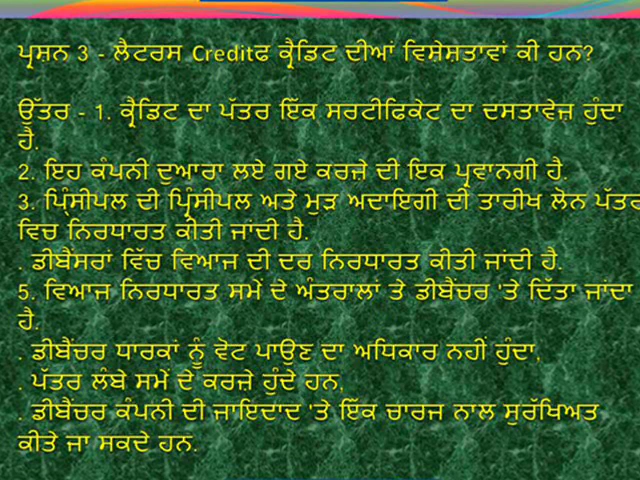 ਪ੍ਰਸ਼ਨ 3 - ਲੈਟਰਸ Creditਫ ਕ੍ਰੈਡਿਟ ਦੀਆਂ ਵਿਸ਼ੇਸ਼ਤਾਵਾਂ ਕੀ ਹਨ?
ਉੱਤਰ - 1. ਕ੍ਰੈਡਿਟ ਦਾ ਪੱਤਰ ਇੱਕ ਸਰਟੀਫਿਕੇਟ ਦਾ ਦਸਤਾਵੇਜ਼ ਹੁੰਦਾ
ਹੈ.
2. ਇਹ ਕੰਪਨੀ ਦੁਆਰਾ ਲਏ ਗਏ ਕਰਜ਼ੇ ਦੀ ਇਕ ਪ੍ਰਵਾਨਗੀ ਹੈ.
3. ਪ੍ਰਿੰਸੀਪਲ ਦੀ ਪ੍ਰਿੰਸੀਪਲ ਅਤੇ ਮੁੜ ਅਦਾਇਗੀ ਦੀ ਤਾਰੀਖ ਲੋਨ ਪੱਤਰ
ਵਿਚ ਨਿਰਧਾਰਤ ਕੀਤੀ ਜਾਂਦੀ ਹੈ.
. ਡੀਬੈਂਸਰਾਂ ਵਿੱਚ ਵਿਆਜ ਦੀ ਦਰ ਨਿਰਧਾਰਤ ਕੀਤੀ ਜਾਂਦੀ ਹੈ.
5. ਵਿਆਜ ਨਿਰਧਾਰਤ ਸਮੇਂ ਦੇ ਅੰਤਰਾਲਾਂ ਤੇ ਡੀਬੈਂਚਰ 'ਤੇ ਦਿੱਤਾ ਜਾਂਦਾ
ਹੈ.
. ਡੀਬੈਂਚਰ ਧਾਰਕਾਂ ਨੂੰ ਵੋਟ ਪਾਉਣ ਦਾ ਅਧਿਕਾਰ ਨਹੀਂ ਹੁੰਦਾ,
. ਪੱਤਰ ਲੰਬੇ ਸਮੇਂ ਦੇ ਕਰਜ਼ੇ ਹੁੰਦੇ ਹਨ,
. ਡੀਬੈਂਚਰ ਕੰਪਨੀ ਦੀ ਜਾਇਦਾਦ 'ਤੇ ਇੱਕ ਚਾਰਜ ਨਾਲ ਸੁਰੱਖਿਅਤ
ਕੀਤੇ ਜਾ ਸਕਦੇ ਹਨ.